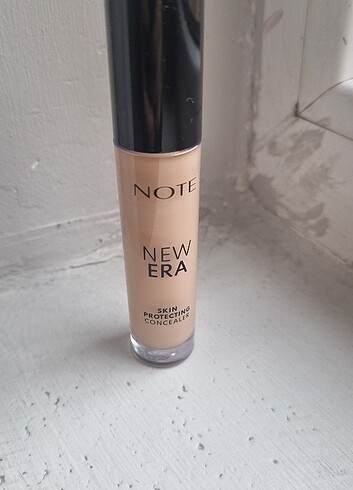 NOTE
NEW
ERA
SKIN
PROTECTING
CONCEALER